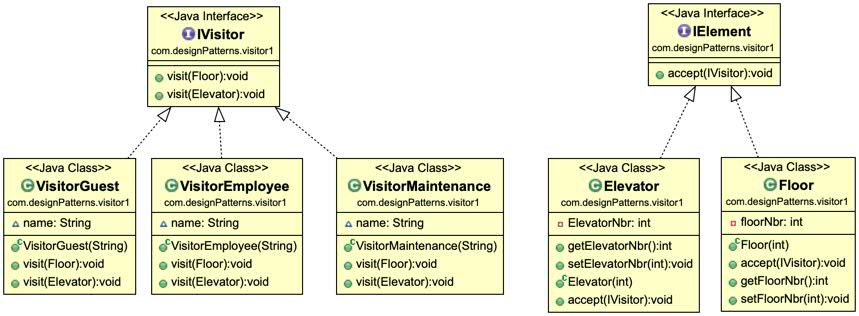 <<Java Interface>>
IVisitor
com.designPatterns.visitor1
visit(Floor):void
visit(Elevator):void
<<Java Interface>>
IElement
com.designPatterns.visitor1
accept(IVisitor):void
<<Java Class>>
VisitorGuest
com.designPatterns.visitor1
name: String
VisitorGuest(String)
visit(Floor):void
visit(Elevator):void
<<Java Class>>
VisitorEmployee
com.designPatterns.visitor1
name: String
VisitorEmployee(String)
visit(Floor):void
visit(Elevator):void
<<Java Class>>
VisitorMaintenance
com.designPatterns.visitor1
name: String
VisitorMaintenance(String)
visit(Floor):void
visit(Elevator):void
<<Java Class>>
Elevator
com.designPatterns.visitor1
ElevatorNbr: int
getElevatorNbr():int
setElevatorNbr(int):void
Elevator(int)
accept(IVisitor):void
<<Java Class>>
Floor
com.designPatterns.visitor1
floorNbr: int
Floor(int)
accept(IVisitor):void
getFloorNbr():int
setFloorNbr(int):void